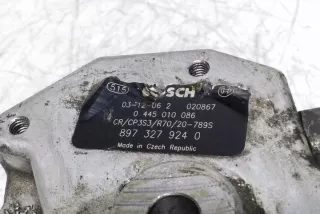 515 BOSCH
03-12-06 2 020867
0 445 010 086
CR/CP3S3/R70/20-789S
897 327 924 0
Made in Czech Republic